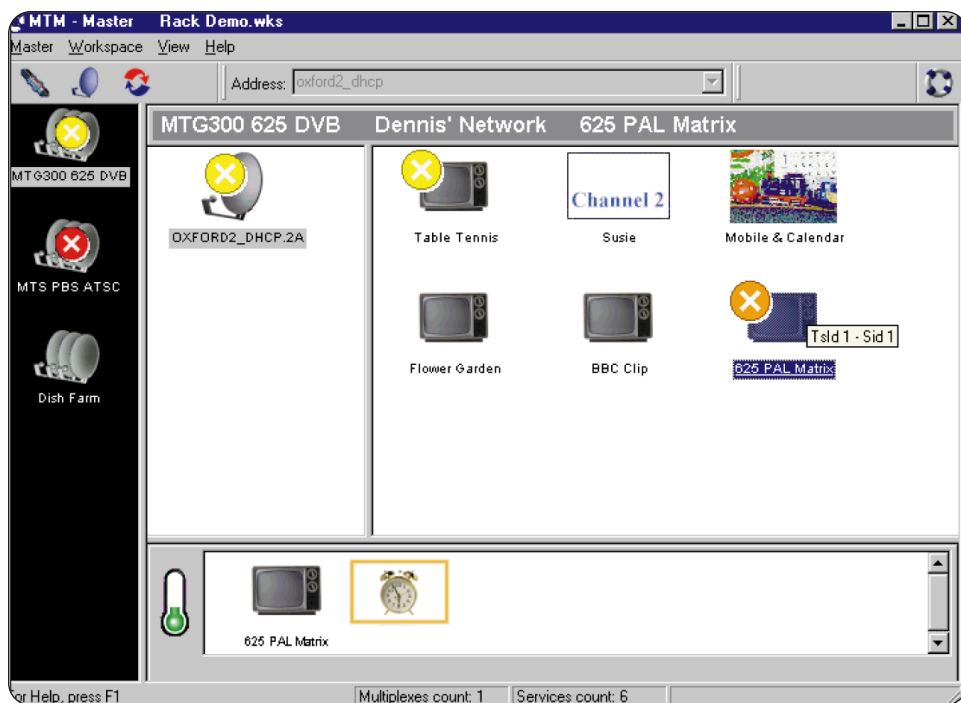 MTM - Master Rack Demo.wks
Master Workspace View Help
Address: oxford2_dhcp
MTG300 625 DVB Dennis' Network 625 PAL Matrix
MTG300 625 DVB
MTS PBS ATSC
Dish Farm
OXFORD2_DHCP.2A
Channel 2
Table Tennis Susie Mobile & Calendar
TsId 1 - Sid 1
Flower Garden BBC Clip 625 PAL Matrix
625 PAL Matrix
For Help, press F1 Multiplexes count: 1 Services count: 6